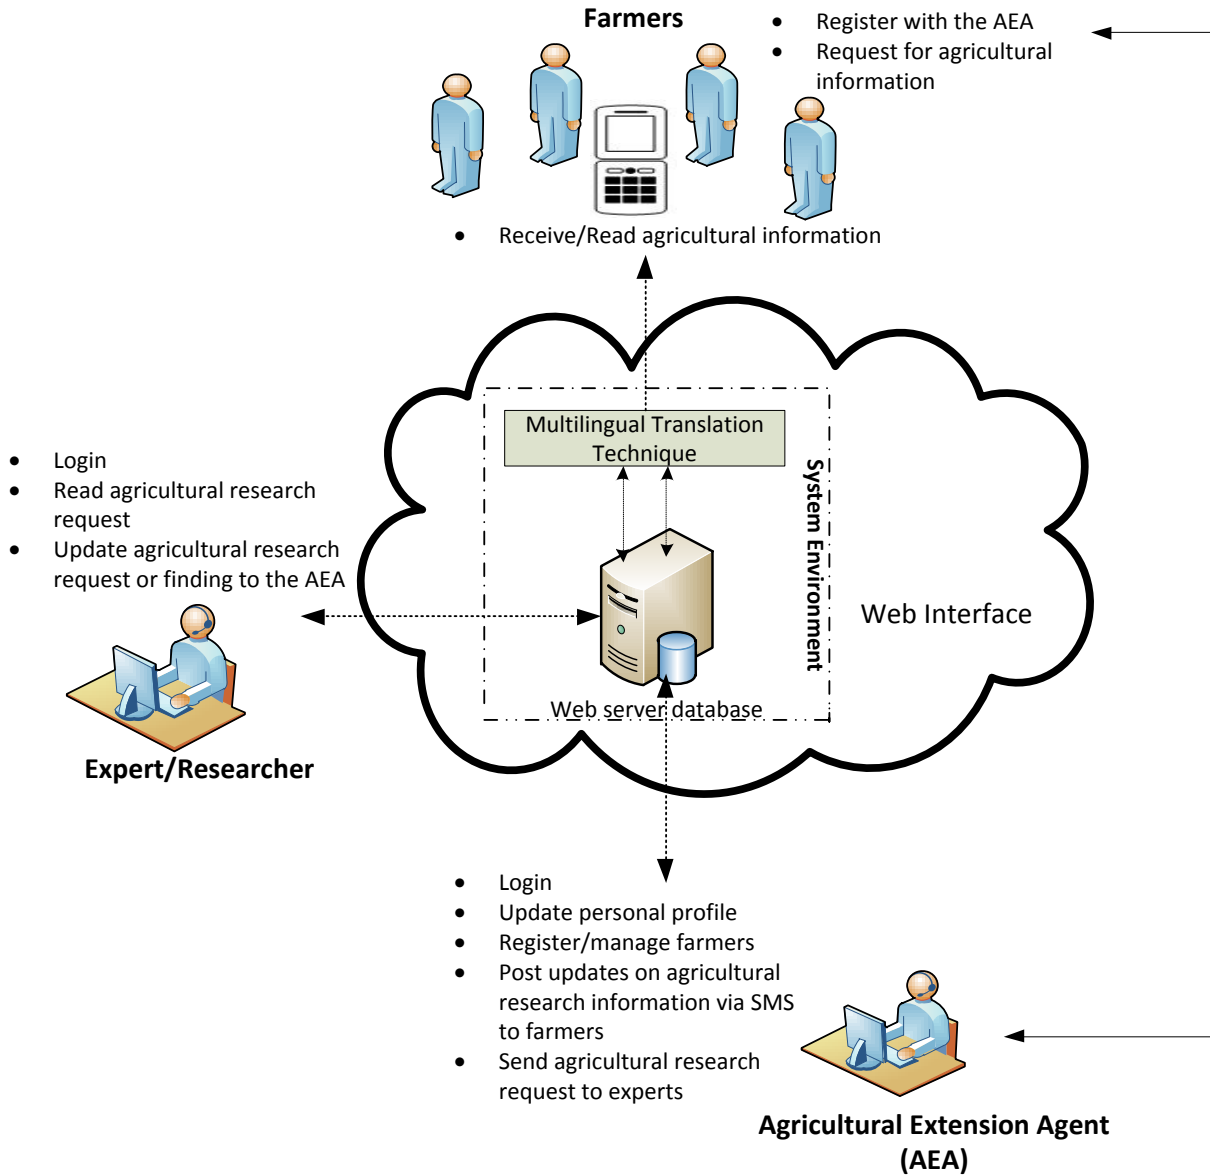 Farmers
• Register with the AEA
• Request for agricultural
information
• Receive/Read agricultural information
Multilingual Translation
Technique
System Environment
• Login
• Read agricultural research
request
• Update agricultural research
request or finding to the AEA
Web Interface
Web server database
Expert/Researcher
• Login
• Update personal profile
• Register/manage farmers
• Post updates on agricultural
research information via SMS
to farmers
• Send agricultural research
request to experts
Agricultural Extension Agent
(AEA)